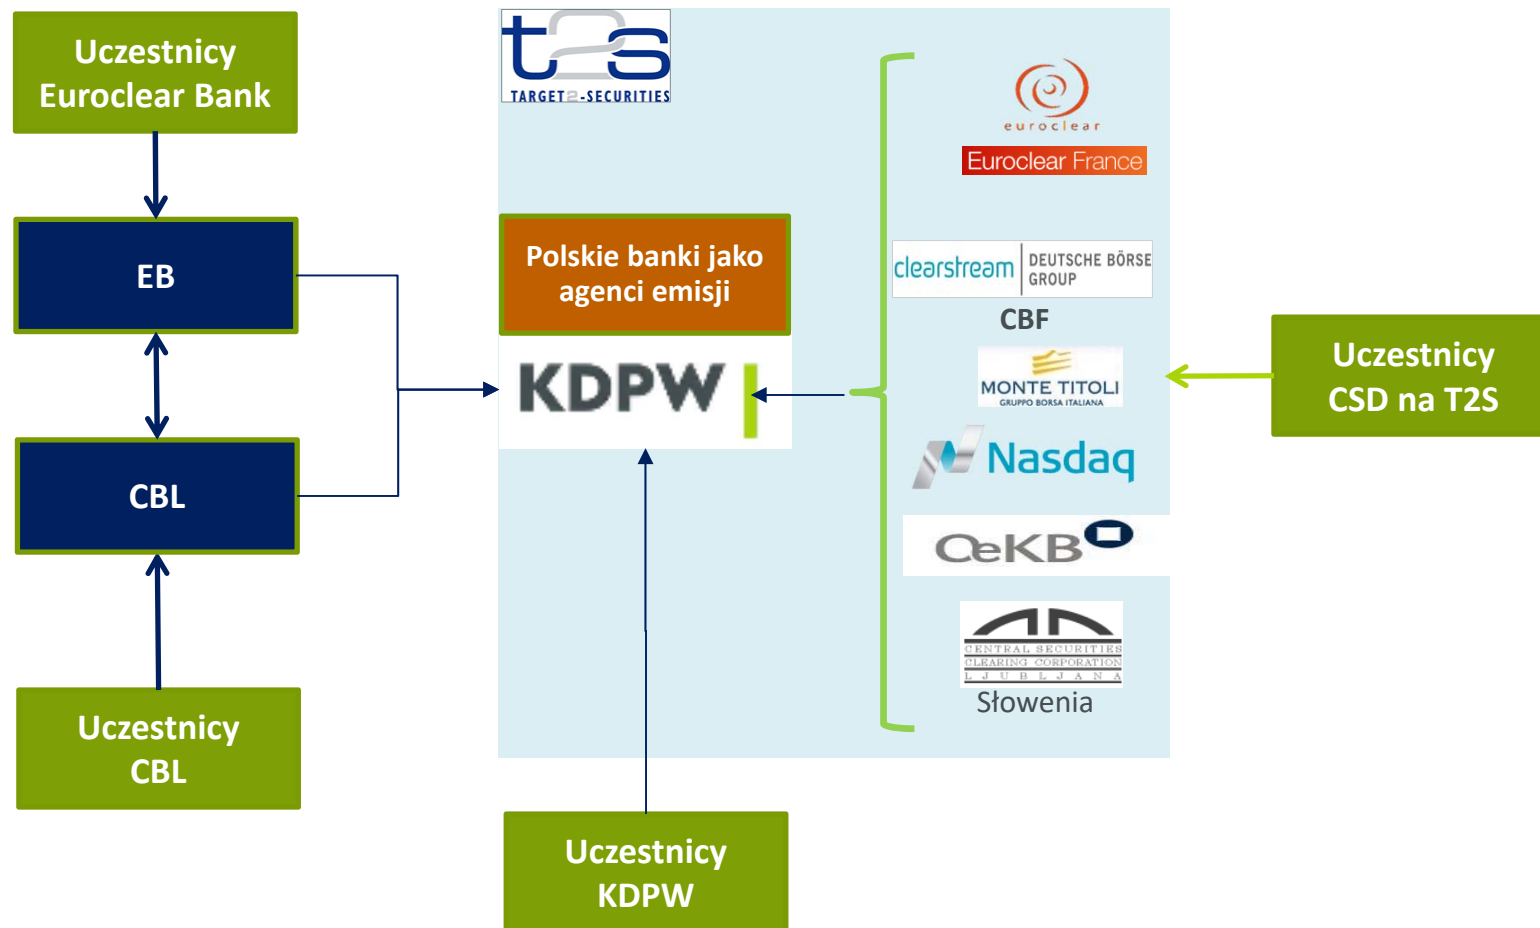 Uczestnicy
Euroclear Bank
EB
CBL
Uczestnicy
CBL
t2s
TARGET2-SECURITIES
Polskie banki jako
agenci emisji
KDPW
Uczestnicy
KDPW
euroclear
Euroclear France
clearstream
DEUTSCHE BÖRSE
GROUP
CBF
MONTE TITOLI
GRUPPO BORSA ITALIANA
Nasdaq
OeKB
CENTRAL SECURITIES
CLEARING CORPORATION
LJUBLJANA
Słowenia
Uczestnicy
CSD na T2S